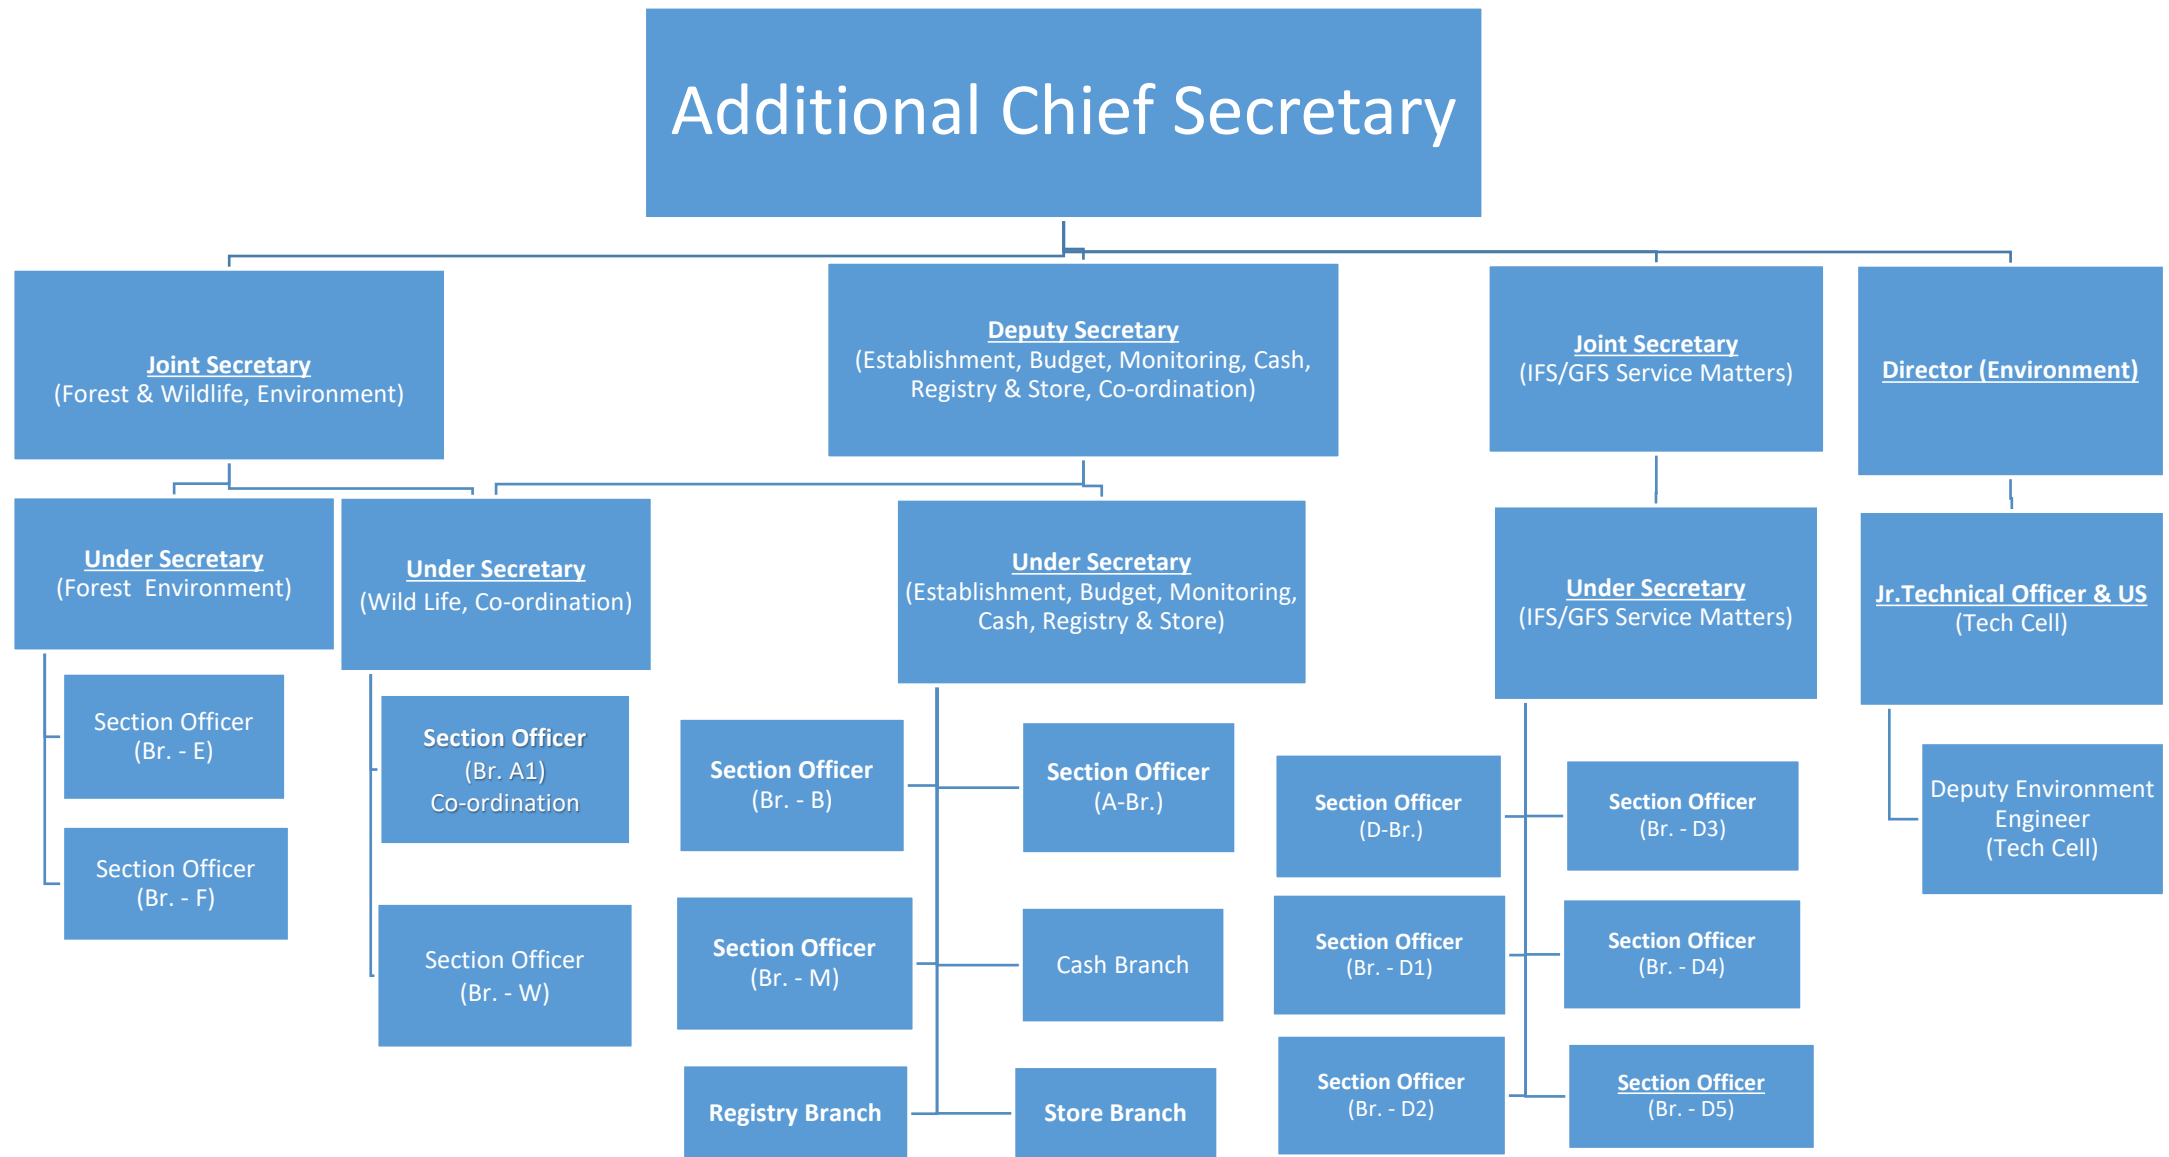 Additional Chief Secretary
Joint Secretary
(Forest & Wildlife, Environment)
Deputy Secretary
(Establishment, Budget, Monitoring, Cash,
Registry & Store, Co-ordination)
Joint Secretary
(IFS/GFS Service Matters)
Director (Environment)
Under Secretary
(Forest  Environment)
Under Secretary
(Wild Life, Co-ordination)
Under Secretary
(Establishment, Budget, Monitoring,
Cash, Registry & Store)
Under Secretary
(IFS/GFS Service Matters)
Jr.Technical Officer & US
(Tech Cell)
Section Officer
(Br. - E)
Section Officer
(Br. - F)
Section Officer
(Br. A1)
Co-ordination
Section Officer
(Br. - W)
Section Officer
(Br. - B)
Section Officer
(A-Br.)
Section Officer
(Br. - M)
Cash Branch
Registry Branch
Store Branch
Section Officer
(D-Br.)
Section Officer
(Br. - D3)
Section Officer
(Br. - D1)
Section Officer
(Br. - D4)
Section Officer
(Br. - D2)
Section Officer
(Br. - D5)
Deputy Environment
Engineer
(Tech Cell)